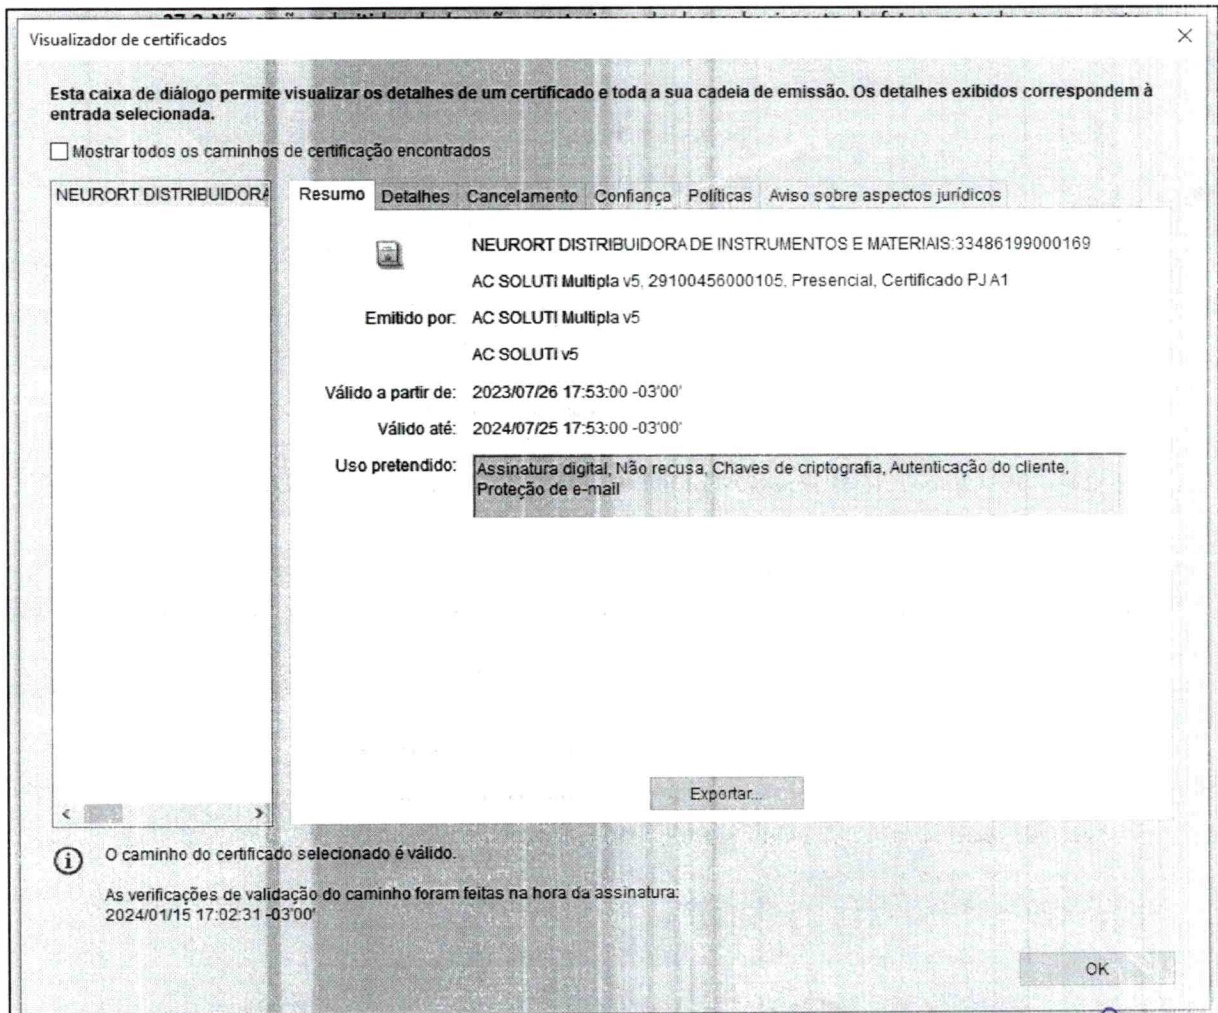 Visualizador de certificados
Esta caixa de diálogo permite visualizar os detalhes de um certificado e toda a sua cadeia de emissão. Os detalhes exibidos correspondem à
entrada selecionada.
Mostrar todos os caminhos de certificação encontrados
NEURORT DISTRIBUIDORA
Resumo Detalhes Cancelamento Confiança Políticas Aviso sobre aspectos jurídicos
NEURORT DISTRIBUIDORA DE INSTRUMENTOS E MATERIAIS:33486199000169
AC SOLUTI Multipla v5, 29100456000105, Presencial, Certificado PJ A1
Emitido por: AC SOLUTI Multipla v5
AC SOLUTI v5
Válido a partir de: 2023/07/26 17:53:00 -03'00'
Válido até: 2024/07/25 17:53:00 -03'00'
Uso pretendido: Assinatura digital, Não recusa, Chaves de criptografia, Autenticação do cliente,
Proteção de e-mail
Exportar...
O caminho do certificado selecionado é válido.
As verificações de validação do caminho foram feitas na hora da assinatura:
2024/01/15 17:02:31 -03'00'
OK